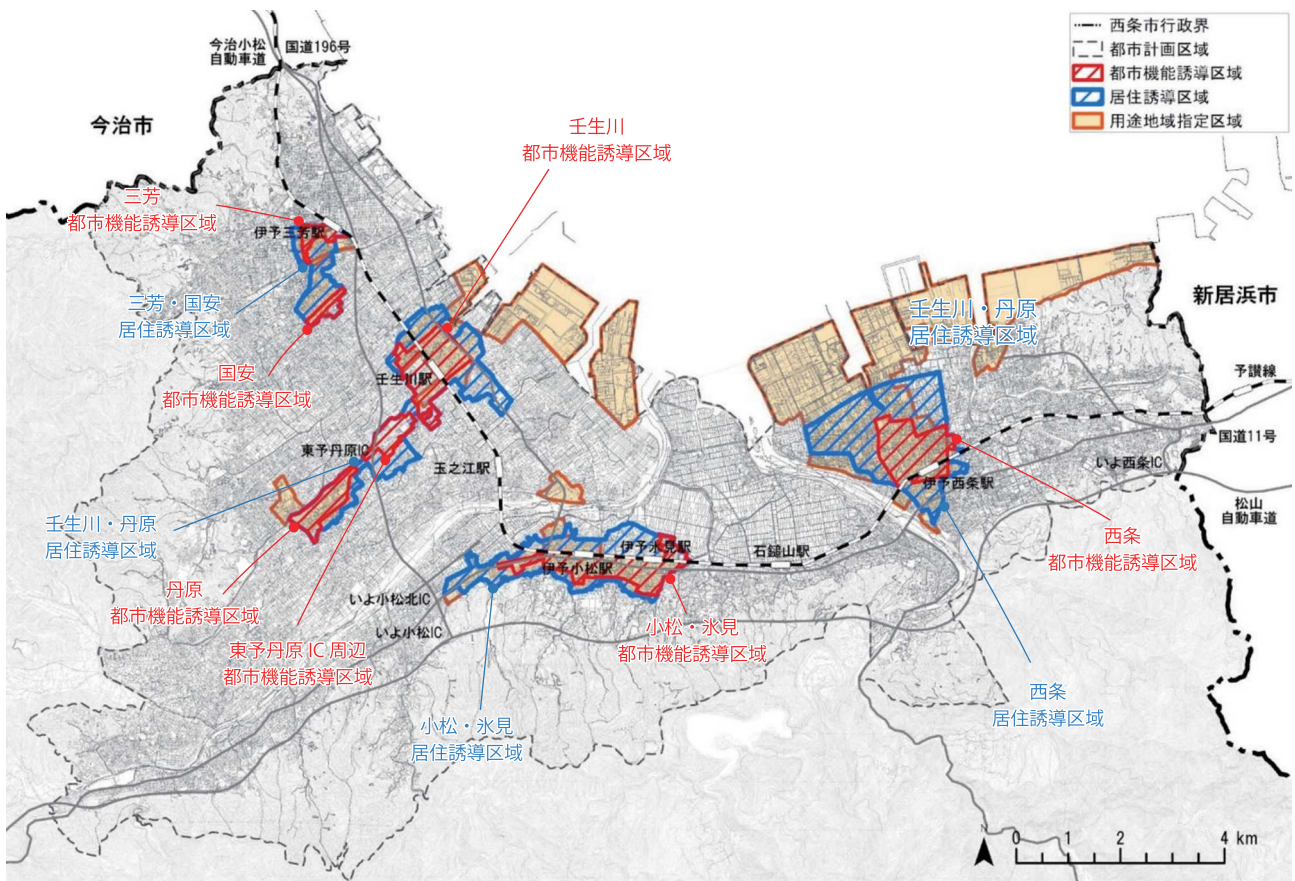 西条市行政界
都市計画区域
都市機能誘導区域
居住誘導区域
用途地域指定区域
今治小松
自動車道
国道196号
今治市
壬生川
都市機能誘導区域
三芳
都市機能誘導区域
伊予三芳駅
三芳・国安
居住誘導区域
壬生川・丹原
居住誘導区域
新居浜市
国安
都市機能誘導区域
壬生川駅
予讃線
国道11号
東予丹原IC
玉之江駅
いよ西条IC
伊予西条駅
松山
自動車道
壬生川・丹原
居住誘導区域
西条
都市機能誘導区域
伊予氷見駅
石鎚山駅
伊予小松駅
丹原
都市機能誘導区域
いよ小松北IC
いよ小松IC
小松・氷見
都市機能誘導区域
東予丹原IC周辺
都市機能誘導区域
西条
居住誘導区域
小松・氷見
居住誘導区域
N
0 1 2 4 km